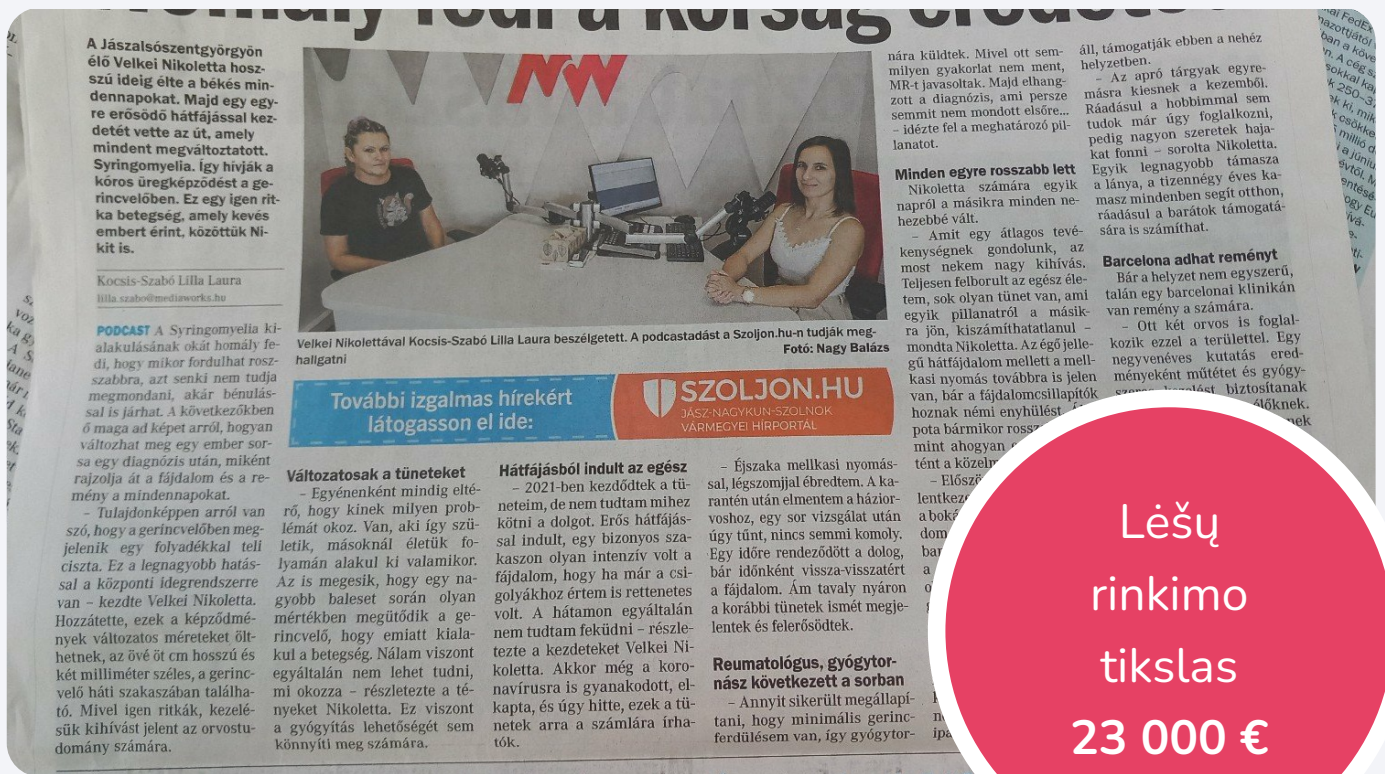 Homály födi a kórság
A Jászalsószentgyörgyön
élő Velkei Nikoletta hosz-
szú ideig élte a békés min-
dennapokat. Majd egy egy-
re erősödő hátfájással kez-
detét vette az út, amely
mindent megváltoztatott.
Syringomyelia. Így hívják a
kóros üregképződést a ge-
rincvelőben. Ez egy igen rit-
ka betegség, amely kevés
embert érint, közöttük Ni-
kit is.
Kocsis-Szabó Lilla Laura
lilla.szabo@mediaworks.hu
PODCAST A Syringomyelia ki-
alakulásának okát homály fe-
di, hogy mikor fordulhat rosz-
szabbra, azt senki nem tudja
megmondani, akár bénulás-
sal is járhat. A következőkben
ő maga ad képet arról, hogyan
változhat meg egy ember sor-
sa egy diagnózis után, miként
rajzolja át a fájdalom és a re-
mény a mindennapokat.
– Tulajdonképpen arról van
szó, hogy a gerincvelőben meg-
jelenik egy folyadékkal teli
ciszta. Ez a legnagyobb hatás-
sal a központi idegrendszerre
van – kezdte Velkei Nikoletta.
Hozzátette, ezek a képződmé-
nyek változatos méreteket ölt-
hetnek, az övé öt cm hosszú és
két milliméter széles, a gerinc-
velő háti szakaszában találha-
tó. Mivel igen ritkák, kezelé-
sük kihívást jelent az orvostu-
domány számára.
Velkei Nikolettával Kocsis-Szabó Lilla Laura beszélgetett. A podcastadást a Szoljon.hu-n tudják meg-
hallgatni
Fotó: Nagy Balázs
További izgalmas hírekért
látogasson el ide:
SZOLJON.HU
JÁSZ-NAGYKUN-SZOLNOK
VÁRMEGYEI HÍRPORTÁL
Változatosak a tüneteket
– Egyénenként mindig elté-
rő, hogy kinek milyen prob-
lémát okoz. Van, aki így szü-
letik, másoknál életük fo-
lyamán alakul ki valamikor.
Az is megesik, hogy egy na-
gyobb baleset során olyan
mértékben megütődik a ge-
rincvelő, hogy emiatt kiala-
kul a betegség. Nálam viszont
egyáltalán nem lehet tudni,
mi okozza – részletezte a té-
nyeket Nikoletta. Ez viszont
a gyógyítás lehetőségét sem
könnyíti meg számára.
Hátfájásból indult az egész
– 2021-ben kezdődtek a tü-
neteim, de nem tudtam mihez
kötni a dolgot. Erős hátfájás-
sal indult, egy bizonyos sza-
kaszon olyan intenzív volt a
fájdalom, hogy ha már a csi-
golyákhoz értem is rettenetes
volt. A hátamon egyáltalán
nem tudtam feküdni – részle-
tezte a kezdeteket Velkei Ni-
koletta. Akkor még a koro-
navírusra is gyanakodott, el-
kapta, és úgy hitte, ezek a tü-
netek arra a számlára írha-
tók.
– Éjszaka mellkasi nyomás-
sal, légszomjjal ébredtem. A ka-
rantén után elmentem a házior-
voshoz, egy sor vizsgálat után
úgy tűnt, nincs semmi komoly.
Egy időre rendeződött a dolog,
bár időnként vissza-visszatért
a fájdalom. Ám tavaly nyáron
a korábbi tünetek ismét megje-
lentek és felerősödtek.
Reumatológus, gyógytor-
nász következett a sorban
– Annyit sikerült megállapí-
tani, hogy minimális gerinc-
ferdülésem van, így gyógytor-
nára küldtek. Mivel ott sem-
milyen gyakorlat nem ment,
MR-t javasoltak. Majd elhang-
zott a diagnózis, ami persze
semmit nem mondott elsőre...
– idézte fel a meghatározó pil-
lanatot.
Minden egyre rosszabb lett
Nikoletta számára egyik
napról a másikra minden ne-
hezebbé vált.
– Amit egy átlagos tevé-
kenységnek gondolunk, az
most nekem nagy kihívás.
Teljesen felborult az egész éle-
tem, sok olyan tünet van, ami
egyik pillanatról a másik-
ra jön, kiszámíthatatlanul –
mondta Nikoletta. Az égő jelle-
gű hátfájdalom mellett a mell-
kasi nyomás továbbra is jelen
van, bár a fájdalomcsillapítók
hoznak némi enyhülést
pota bármikor
mint ahogyan
tént a
áll, támogatják ebben a nehéz
helyzetben.
– Az apró tárgyak egyre-
másra kiesnek a kezemből.
Ráadásul a hobbimmal sem
tudok már úgy foglalkozni,
pedig nagyon szeretek haja-
kat fonni – sorolta Nikoletta.
Egyik legnagyobb támasza
a lánya, a tizennégy éves ka-
masz mindenben segít otthon,
ráadásul a barátok támogatá-
sára is számíthat.
Barcelona adhat reményt
Bár a helyzet nem egyszerű,
talán egy barcelonai klinikán
van remény a számára.
– Ott két orvos is foglal-
kozik ezzel a területtel. Egy
negyvenéves kutatás ered-
ményeként műtétet és gyógy-
biztosítanak
Lėšų
rinkimo
tikslas
23 000 €